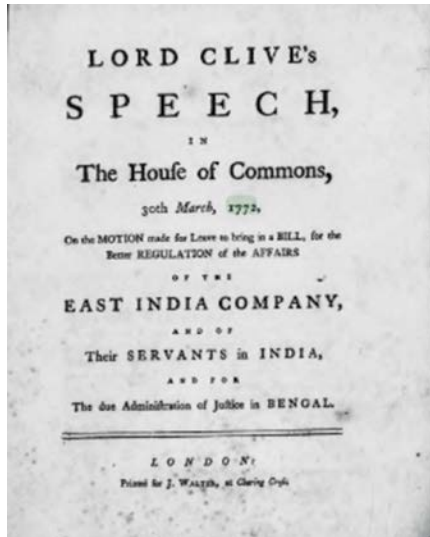 LORD CLIVE's
SPEECH,
IN
The Houſe of Commons,
30th March, 1772,
On the MOTION made for Leave to bring in a BILL, for the
Better REGULATION of the AFFAIRS
OF THE
EAST INDIA COMPANY,
AND OF
Their SERVANTS in INDIA,
AND FOR
The due Adminiſtration of Juſtice in BENGAL.
LONDON:
Printed for J. WALTER, at Charing Croſs